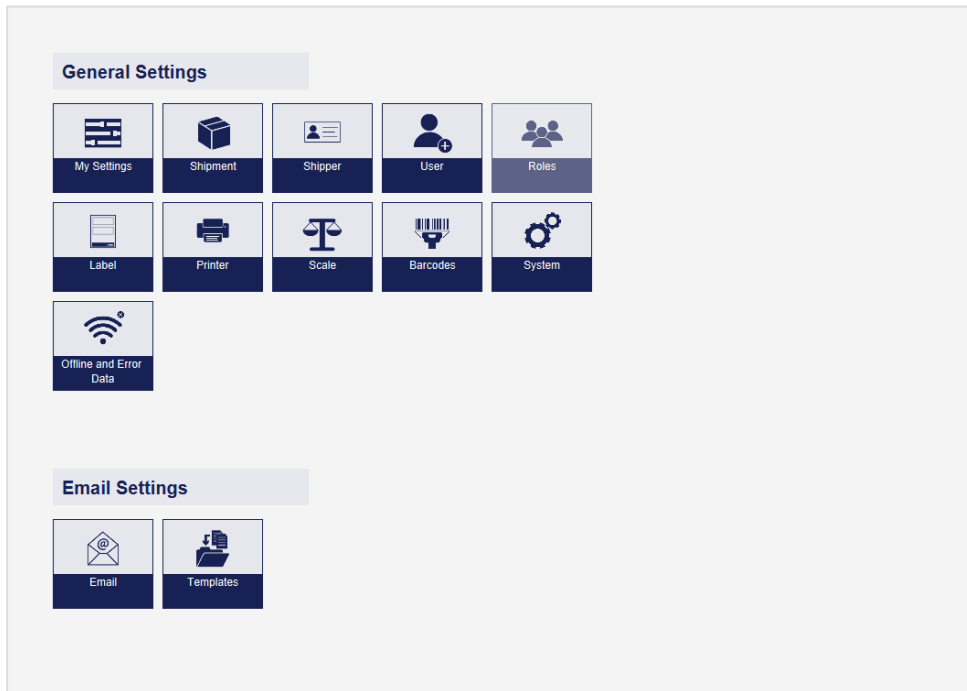 General Settings
My Settings
Shipment
Shipper
User
Roles
Label
Printer
Scale
Barcodes
System
Offline and Error
Data
Email Settings
@
Email
Templates